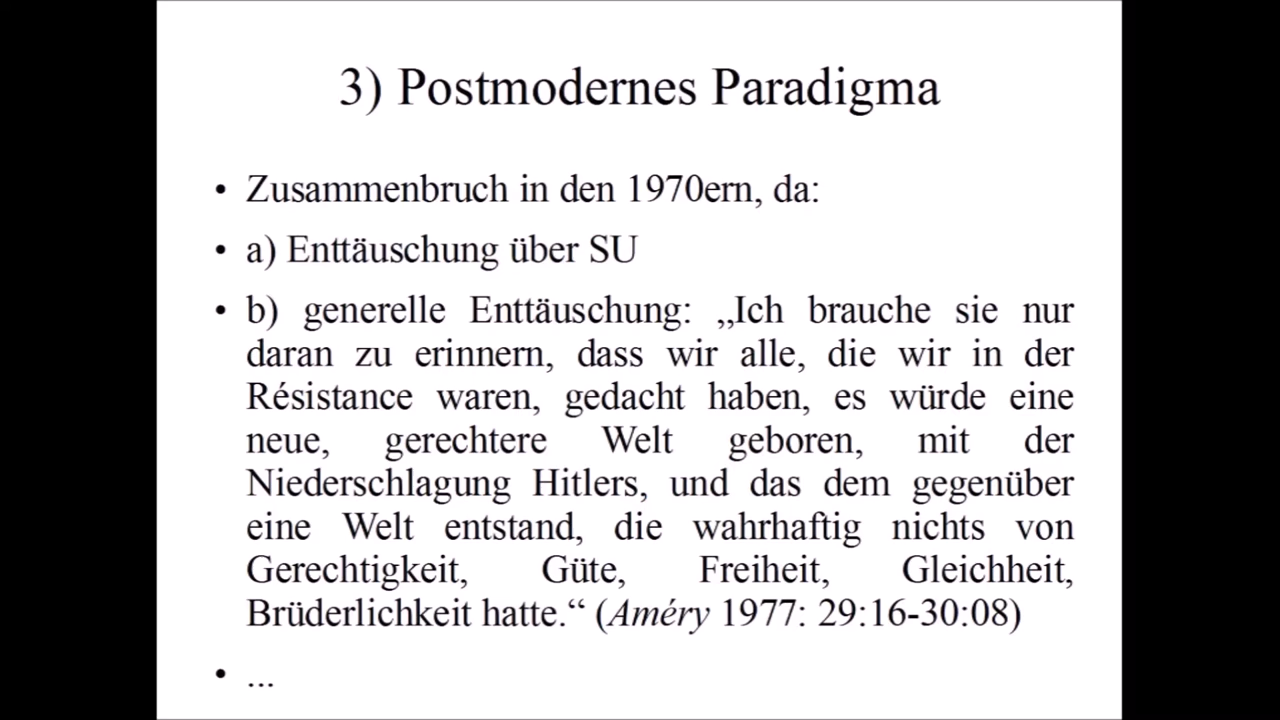 3) Postmodernes Paradigma
• Zusammenbruch in den 1970ern, da:
• a) Enttäuschung über SU
• b) generelle Enttäuschung: „Ich brauche sie nur
daran zu erinnern, dass wir alle, die wir in der
Résistance waren, gedacht haben, es würde eine
neue, gerechtere Welt geboren, mit der
Niederschlagung Hitlers, und das dem gegenüber
eine Welt entstand, die wahrhaftig nichts von
Gerechtigkeit, Güte, Freiheit, Gleichheit,
Brüderlichkeit hatte.“ (Améry 1977: 29:16-30:08)
• ...